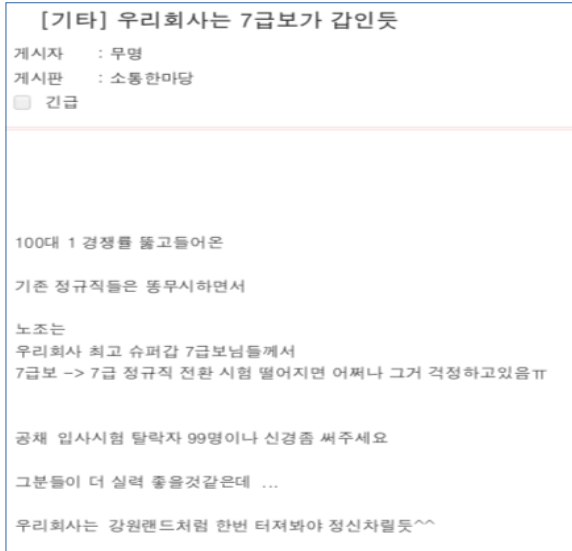 [기타] 우리회사는 7급보가 갑인듯
게시자 : 무명
게시판 : 소통한마당
긴급
100대 1 경쟁률 뚫고들어온
기존 정규직들은 똥무시하면서
노조는
우리회사 최고 슈퍼갑 7급보님들께서
7급보 -> 7급 정규직 전환 시험 떨어지면 어쩌나 그거 걱정하고있음ㅠ
공채 입사시험 탈락자 99명이나 신경좀 써주세요
그분들이 더 실력 좋을것같은데 ...
우리회사는 강원랜드처럼 한번 터져봐야 정신차릴듯^^